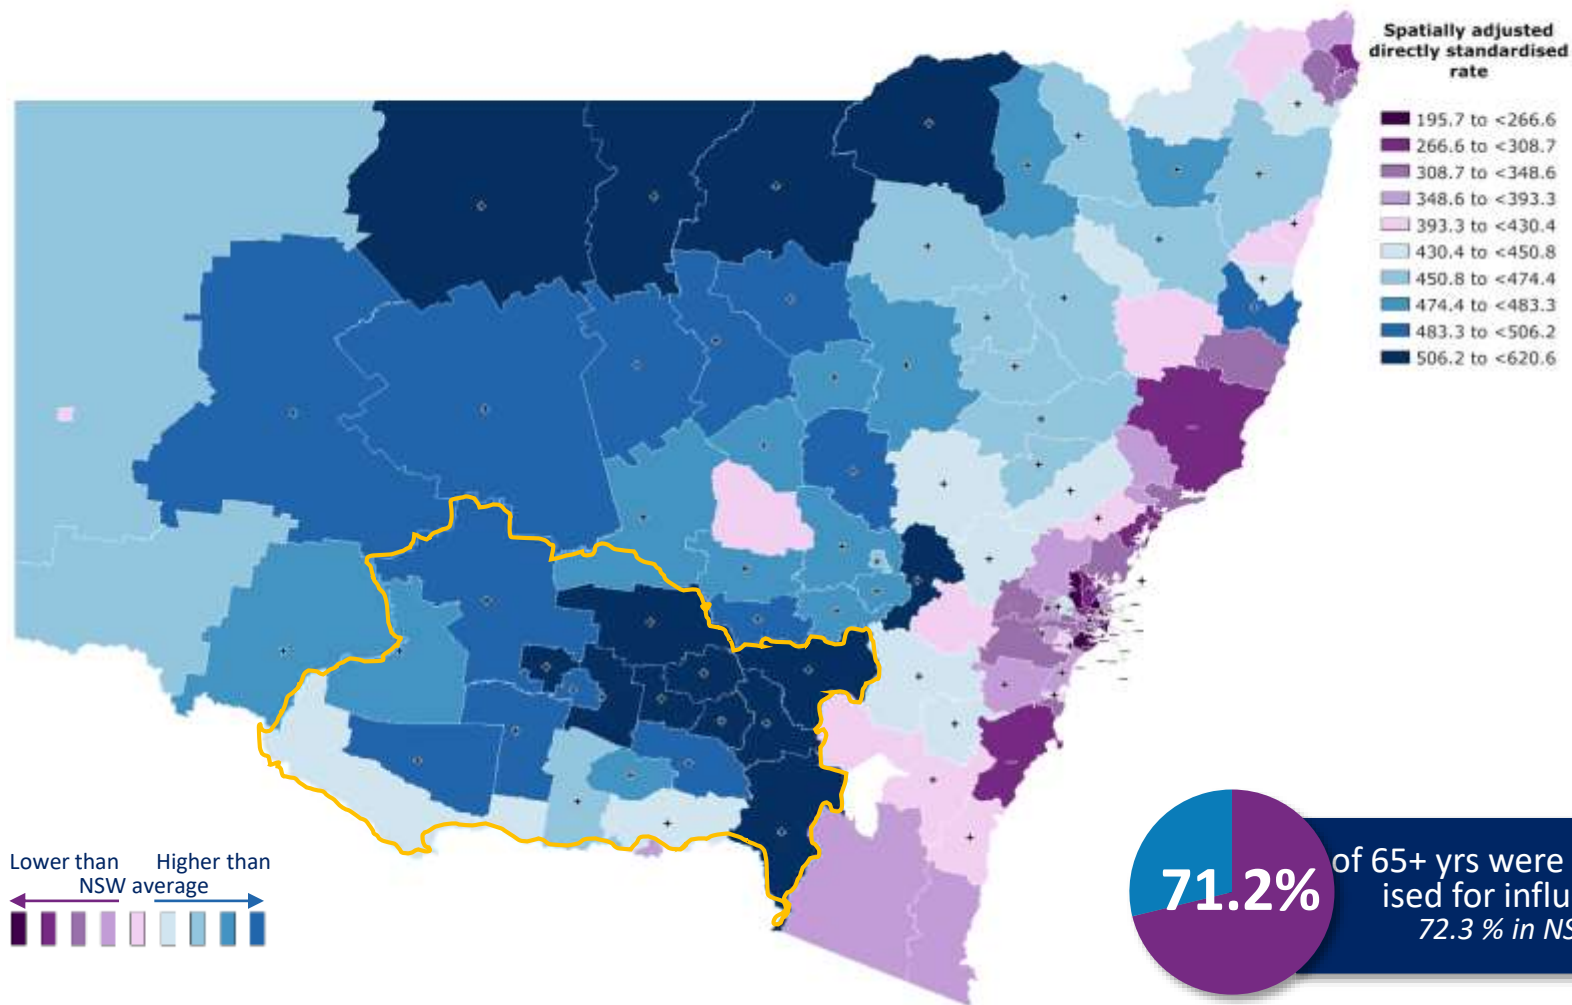 Spatially adjusted
directly standardised
rate
195.7 to <266.6
266.6 to <308.7
308.7 to <348.6
348.6 to <393.3
393.3 to <430.4
430.4 to <450.8
450.8 to <474.4
474.4 to <483.3
483.3 to <506.2
506.2 to <620.6
Lower than Higher than
NSW average
71.2%
of 65+ yrs were
ised for influ
72.3 % in NS